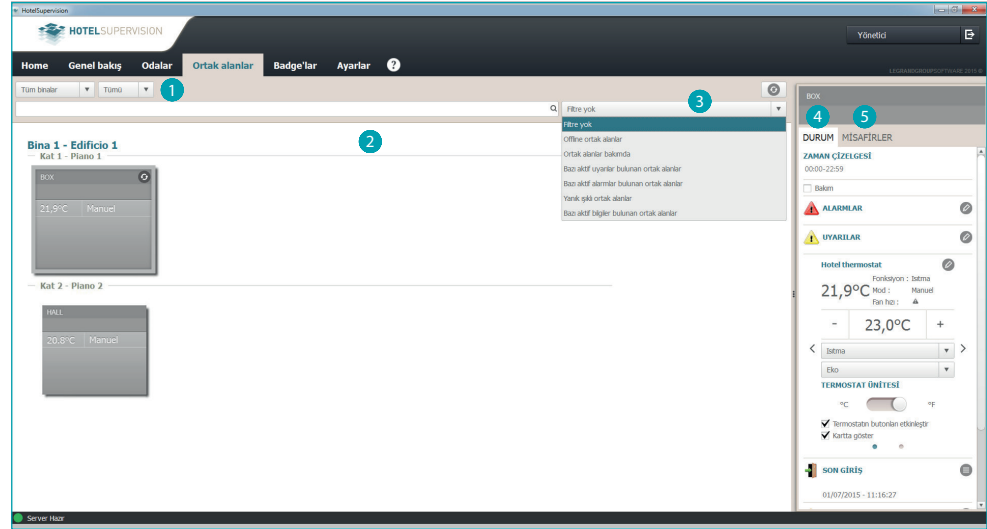 HotelSupervision
HOTELSUPERVISION
Yönetici
Home Genel bakış Odalar Ortak alanlar Badge'lar Ayarlar ?
LEGRANDGROUPSOFTWARE 2015 ©
Tüm binalar Tümü 1
Filtre yok 3
Filtre yok
Offline ortak alanlar
Ortak alanlar bakımda
Bazı aktif uyarılar bulunan ortak alanlar
Bazı aktif alarmlar bulunan ortak alanlar
Yanık ışıklı ortak alanlar
Bazı aktif bilgiler bulunan ortak alanlar
2
Bina 1 - Edificio 1
Kat 1 - Piano 1
BOX
21,9°C Manuel
Kat 2 - Piano 2
HALL
20.8°C Manuel
BOX
4 5
DURUM MİSAFİRLER
ZAMAN ÇİZELGESİ
00:00-22:59
Bakım
ALARMLAR
UYARILAR
Hotel thermostat
21,9°C
Fonksiyon : Isıtma
Mod : Manuel
Fan hızı :
- 23,0°C +
Isıtma
Eko
TERMOSTAT ÜNİTESİ
°C °F
Termostatın butonları etkinleştir
Kartta göster
SON GİRİŞ
01/07/2015 - 11:16:27
Server Hazır